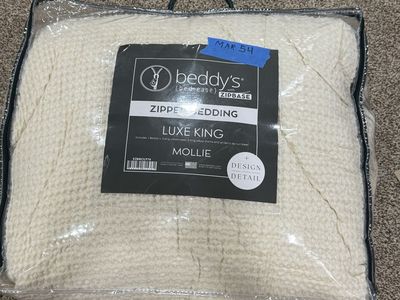 MAR 54
beddy's®
(bed·ease)
ZIPBASE
ZIPPER BEDDING
LUXE KING
MOLLIE
+
DESIGN
DETAIL